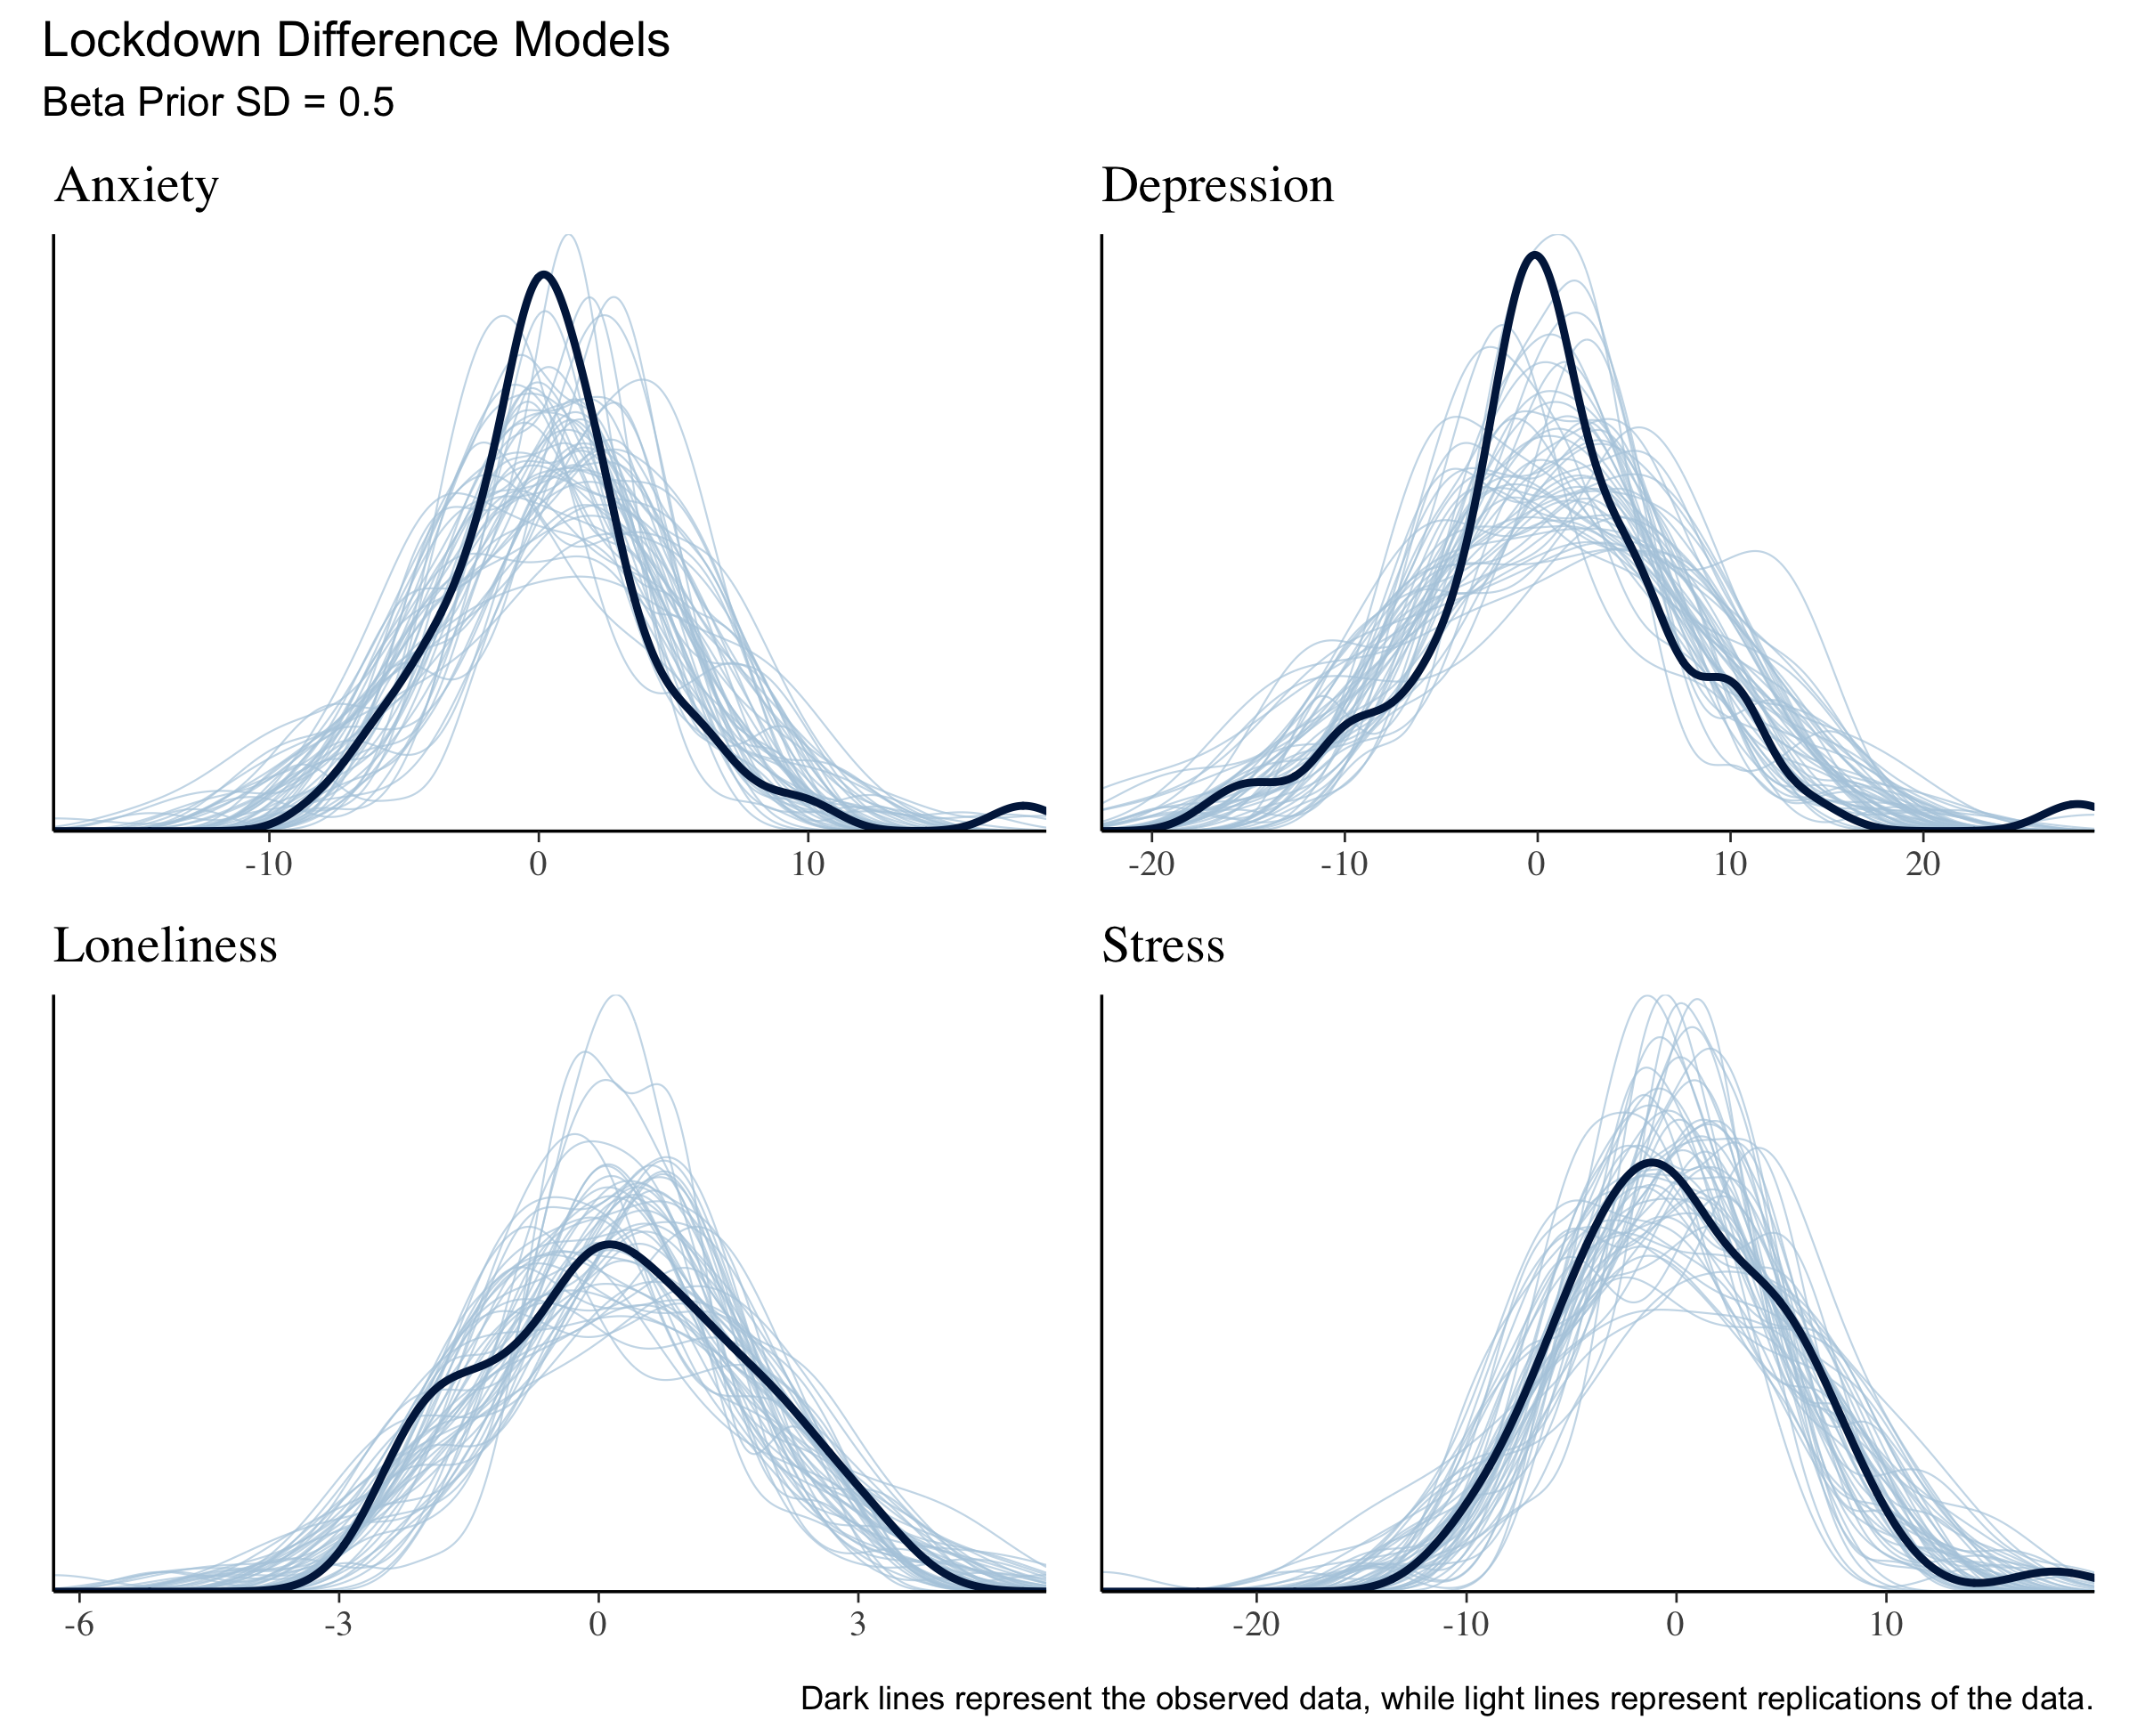 Lockdown Difference Models
Beta Prior SD = 0.5
Anxiety
Depression
-10 0 10
-20 -10 0 10 20
Loneliness
Stress
-6 -3 0 3
-20 -10 0 10
Dark lines represent the observed data, while light lines represent replications of the data.